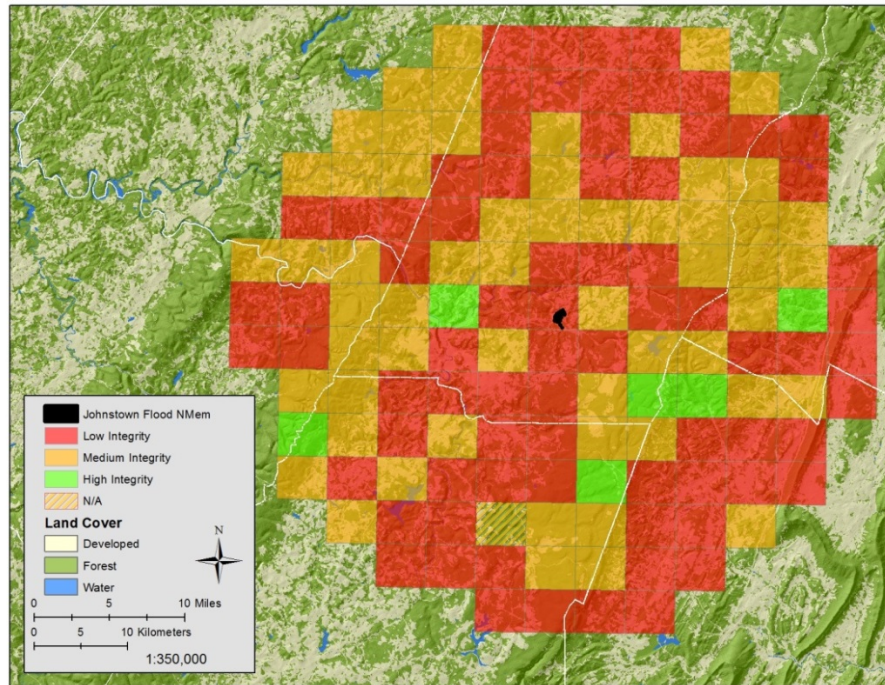 Johnstown Flood NMem
Low Integrity
Medium Integrity
High Integrity
N/A
Land Cover
Developed
Forest
Water
N
0 5 10 Miles
0 5 10 Kilometers
1:350,000